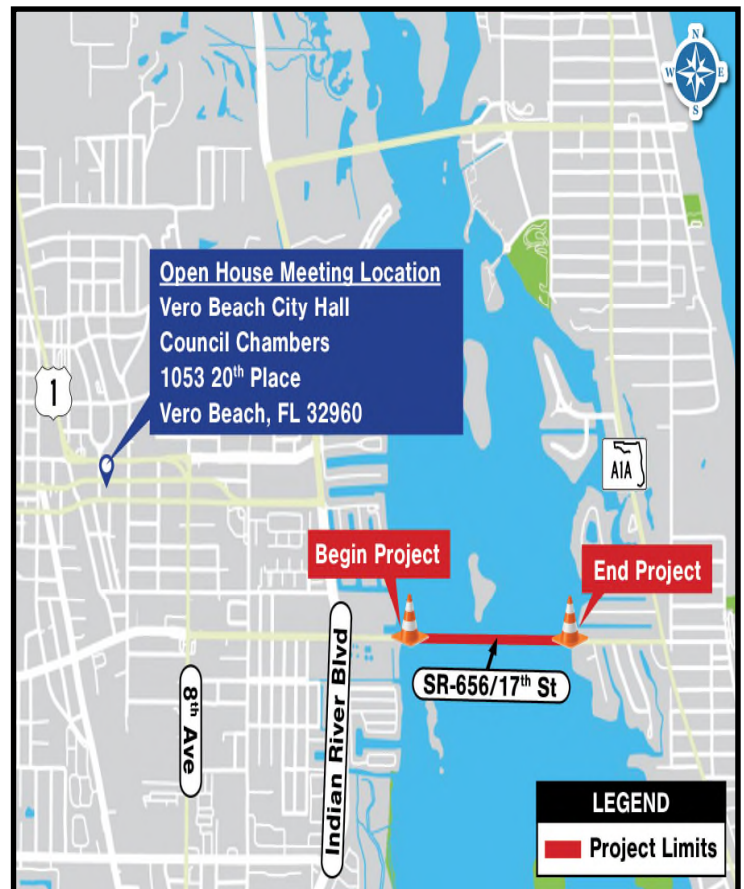 N
W E
S
Open House Meeting Location
Vero Beach City Hall
Council Chambers
1053 20th Place
Vero Beach, FL 32960
1
A1A
Begin Project
End Project
SR-656/17th St
8th Ave
Indian River Blvd
LEGEND
Project Limits